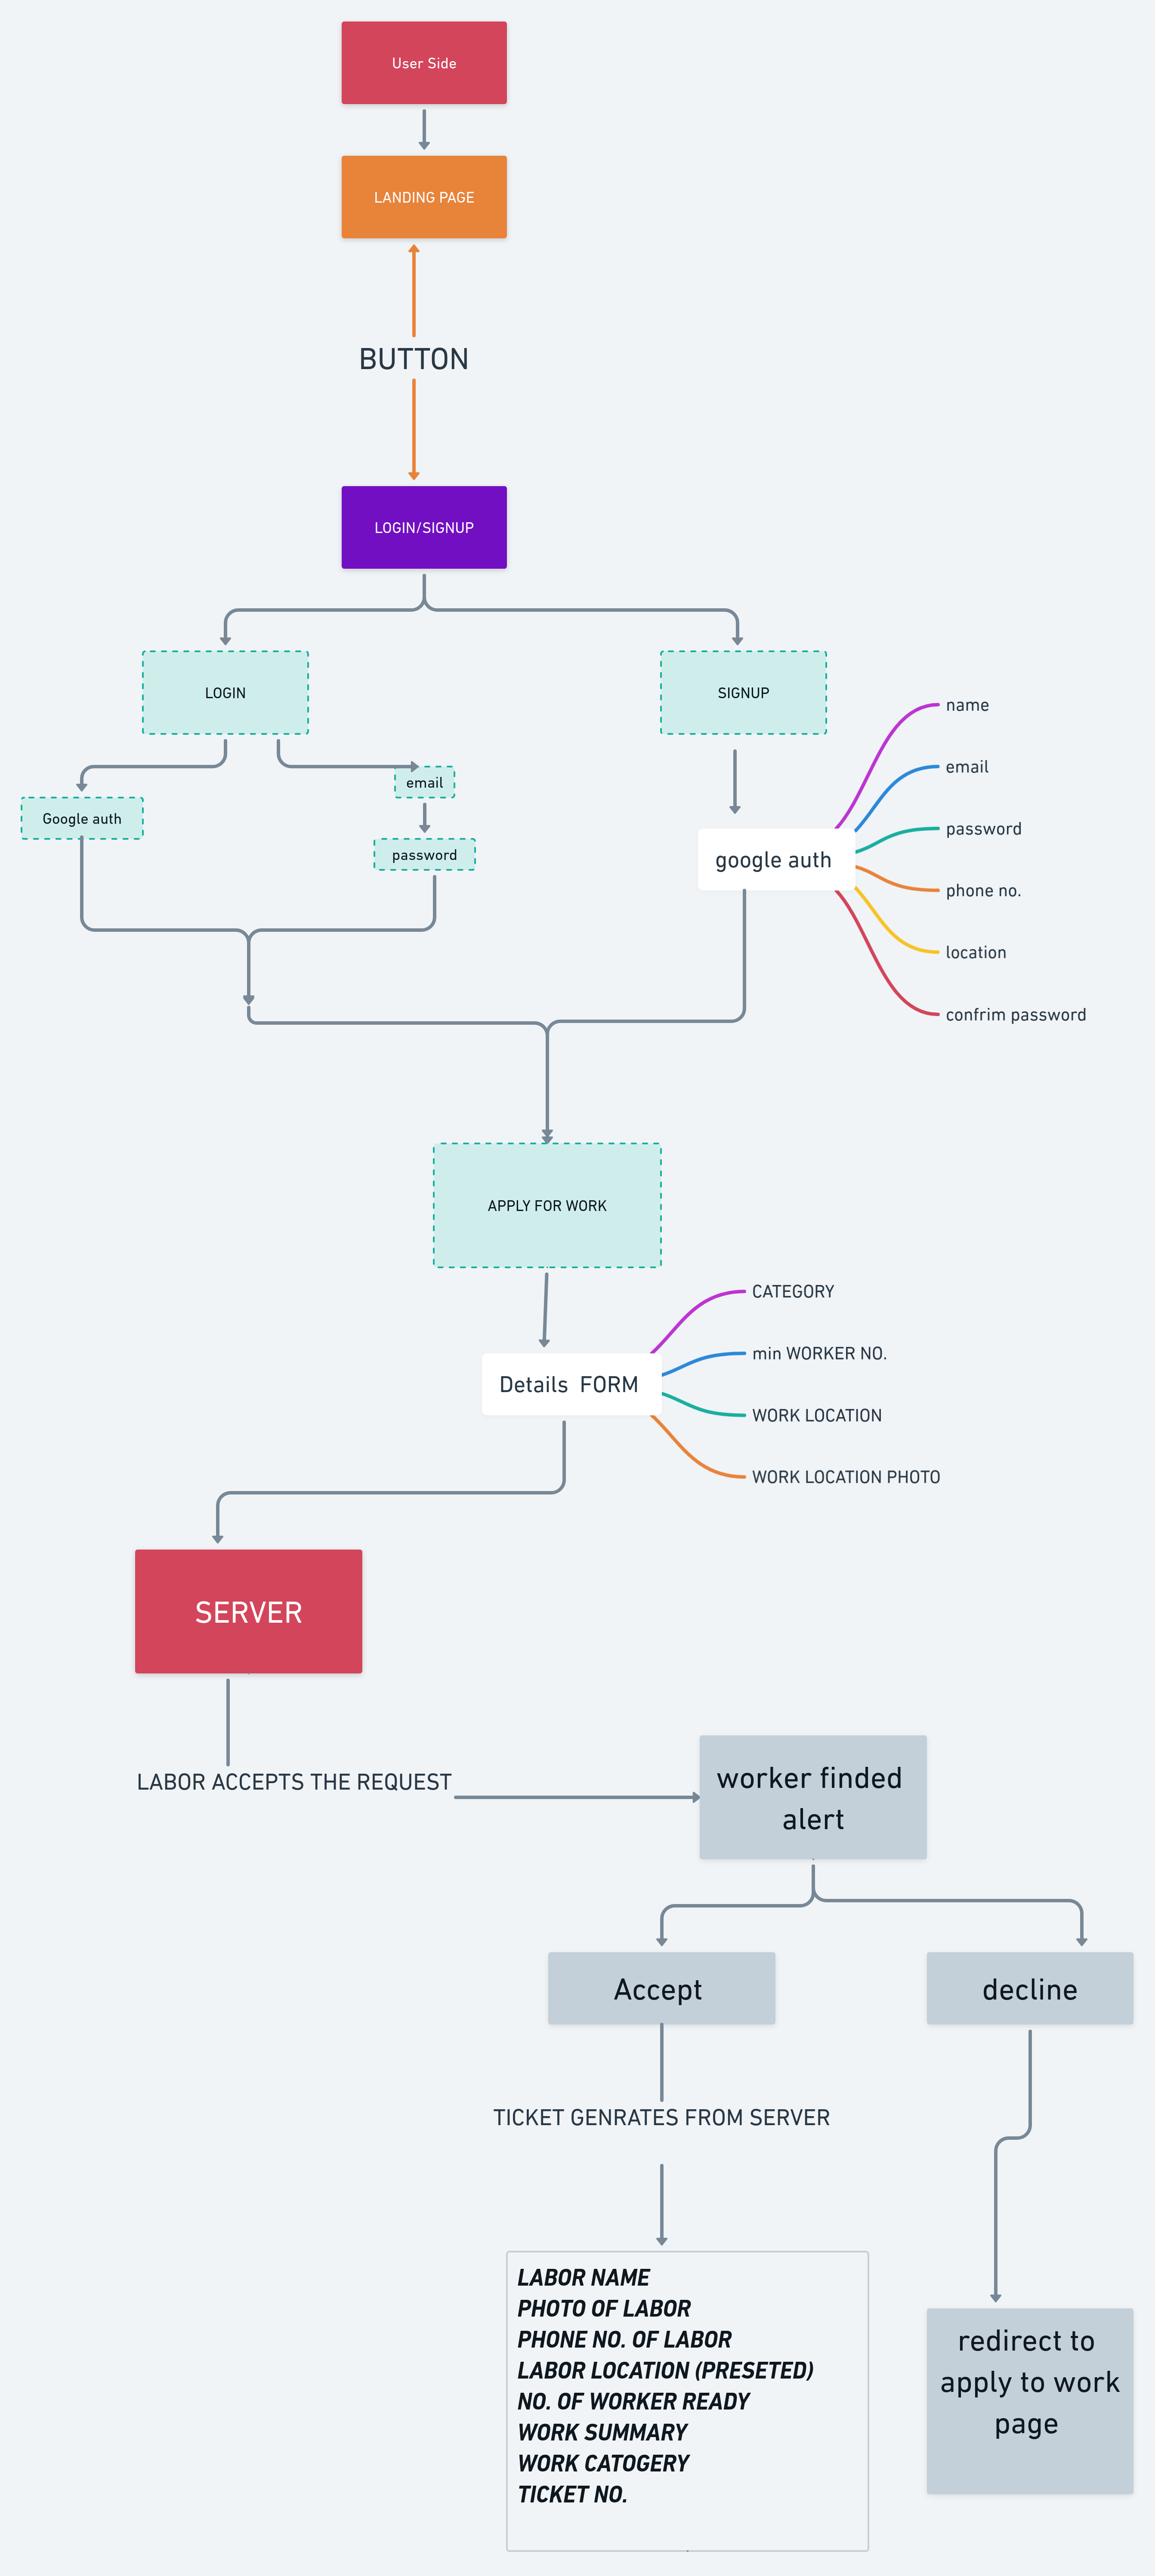 User Side
LANDING PAGE
BUTTON
LOGIN/SIGNUP
LOGIN
SIGNUP
Google auth
email
password
google auth
name
email
password
phone no.
location
confrim password
APPLY FOR WORK
Details FORM
CATEGORY
min WORKER NO.
WORK LOCATION
WORK LOCATION PHOTO
SERVER
LABOR ACCEPTS THE REQUEST
worker finded
alert
Accept
decline
TICKET GENRATES FROM SERVER
LABOR NAME
PHOTO OF LABOR
PHONE NO. OF LABOR
LABOR LOCATION (PRESETED)
NO. OF WORKER READY
WORK SUMMARY
WORK CATOGERY
TICKET NO.
redirect to
apply to work
page